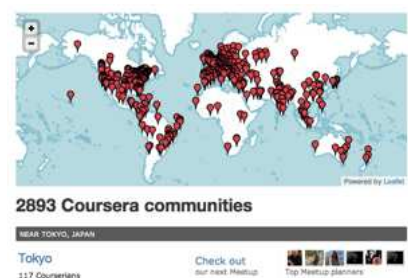 +
−
Powered by Leaflet
2893 Coursera communities
NEAR TOKYO, JAPAN
Tokyo
117 Courserians
Check out
our next Meetup
Top Meetup planners